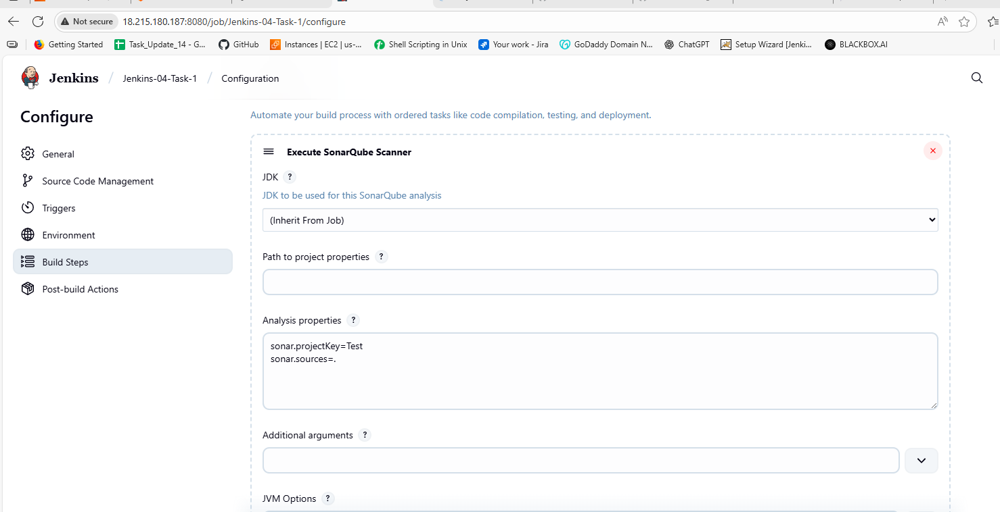 Not secure 18.215.180.187:8080/job/Jenkins-04-Task-1/configure
Getting Started Task_Update_14 - G... GitHub Instances | EC2 | us-... Shell Scripting in Unix Your work - Jira GoDaddy Domain N... ChatGPT Setup Wizard [Jenki... BLACKBOX.AI
Jenkins / Jenkins-04-Task-1 / Configuration
Configure
General
Source Code Management
Triggers
Environment
Build Steps
Post-build Actions
Automate your build process with ordered tasks like code compilation, testing, and deployment.
Execute SonarQube Scanner
JDK ?
JDK to be used for this SonarQube analysis
(Inherit From Job)
Path to project properties ?
Analysis properties ?
sonar.projectKey=Test
sonar.sources=.
Additional arguments ?
JVM Options ?